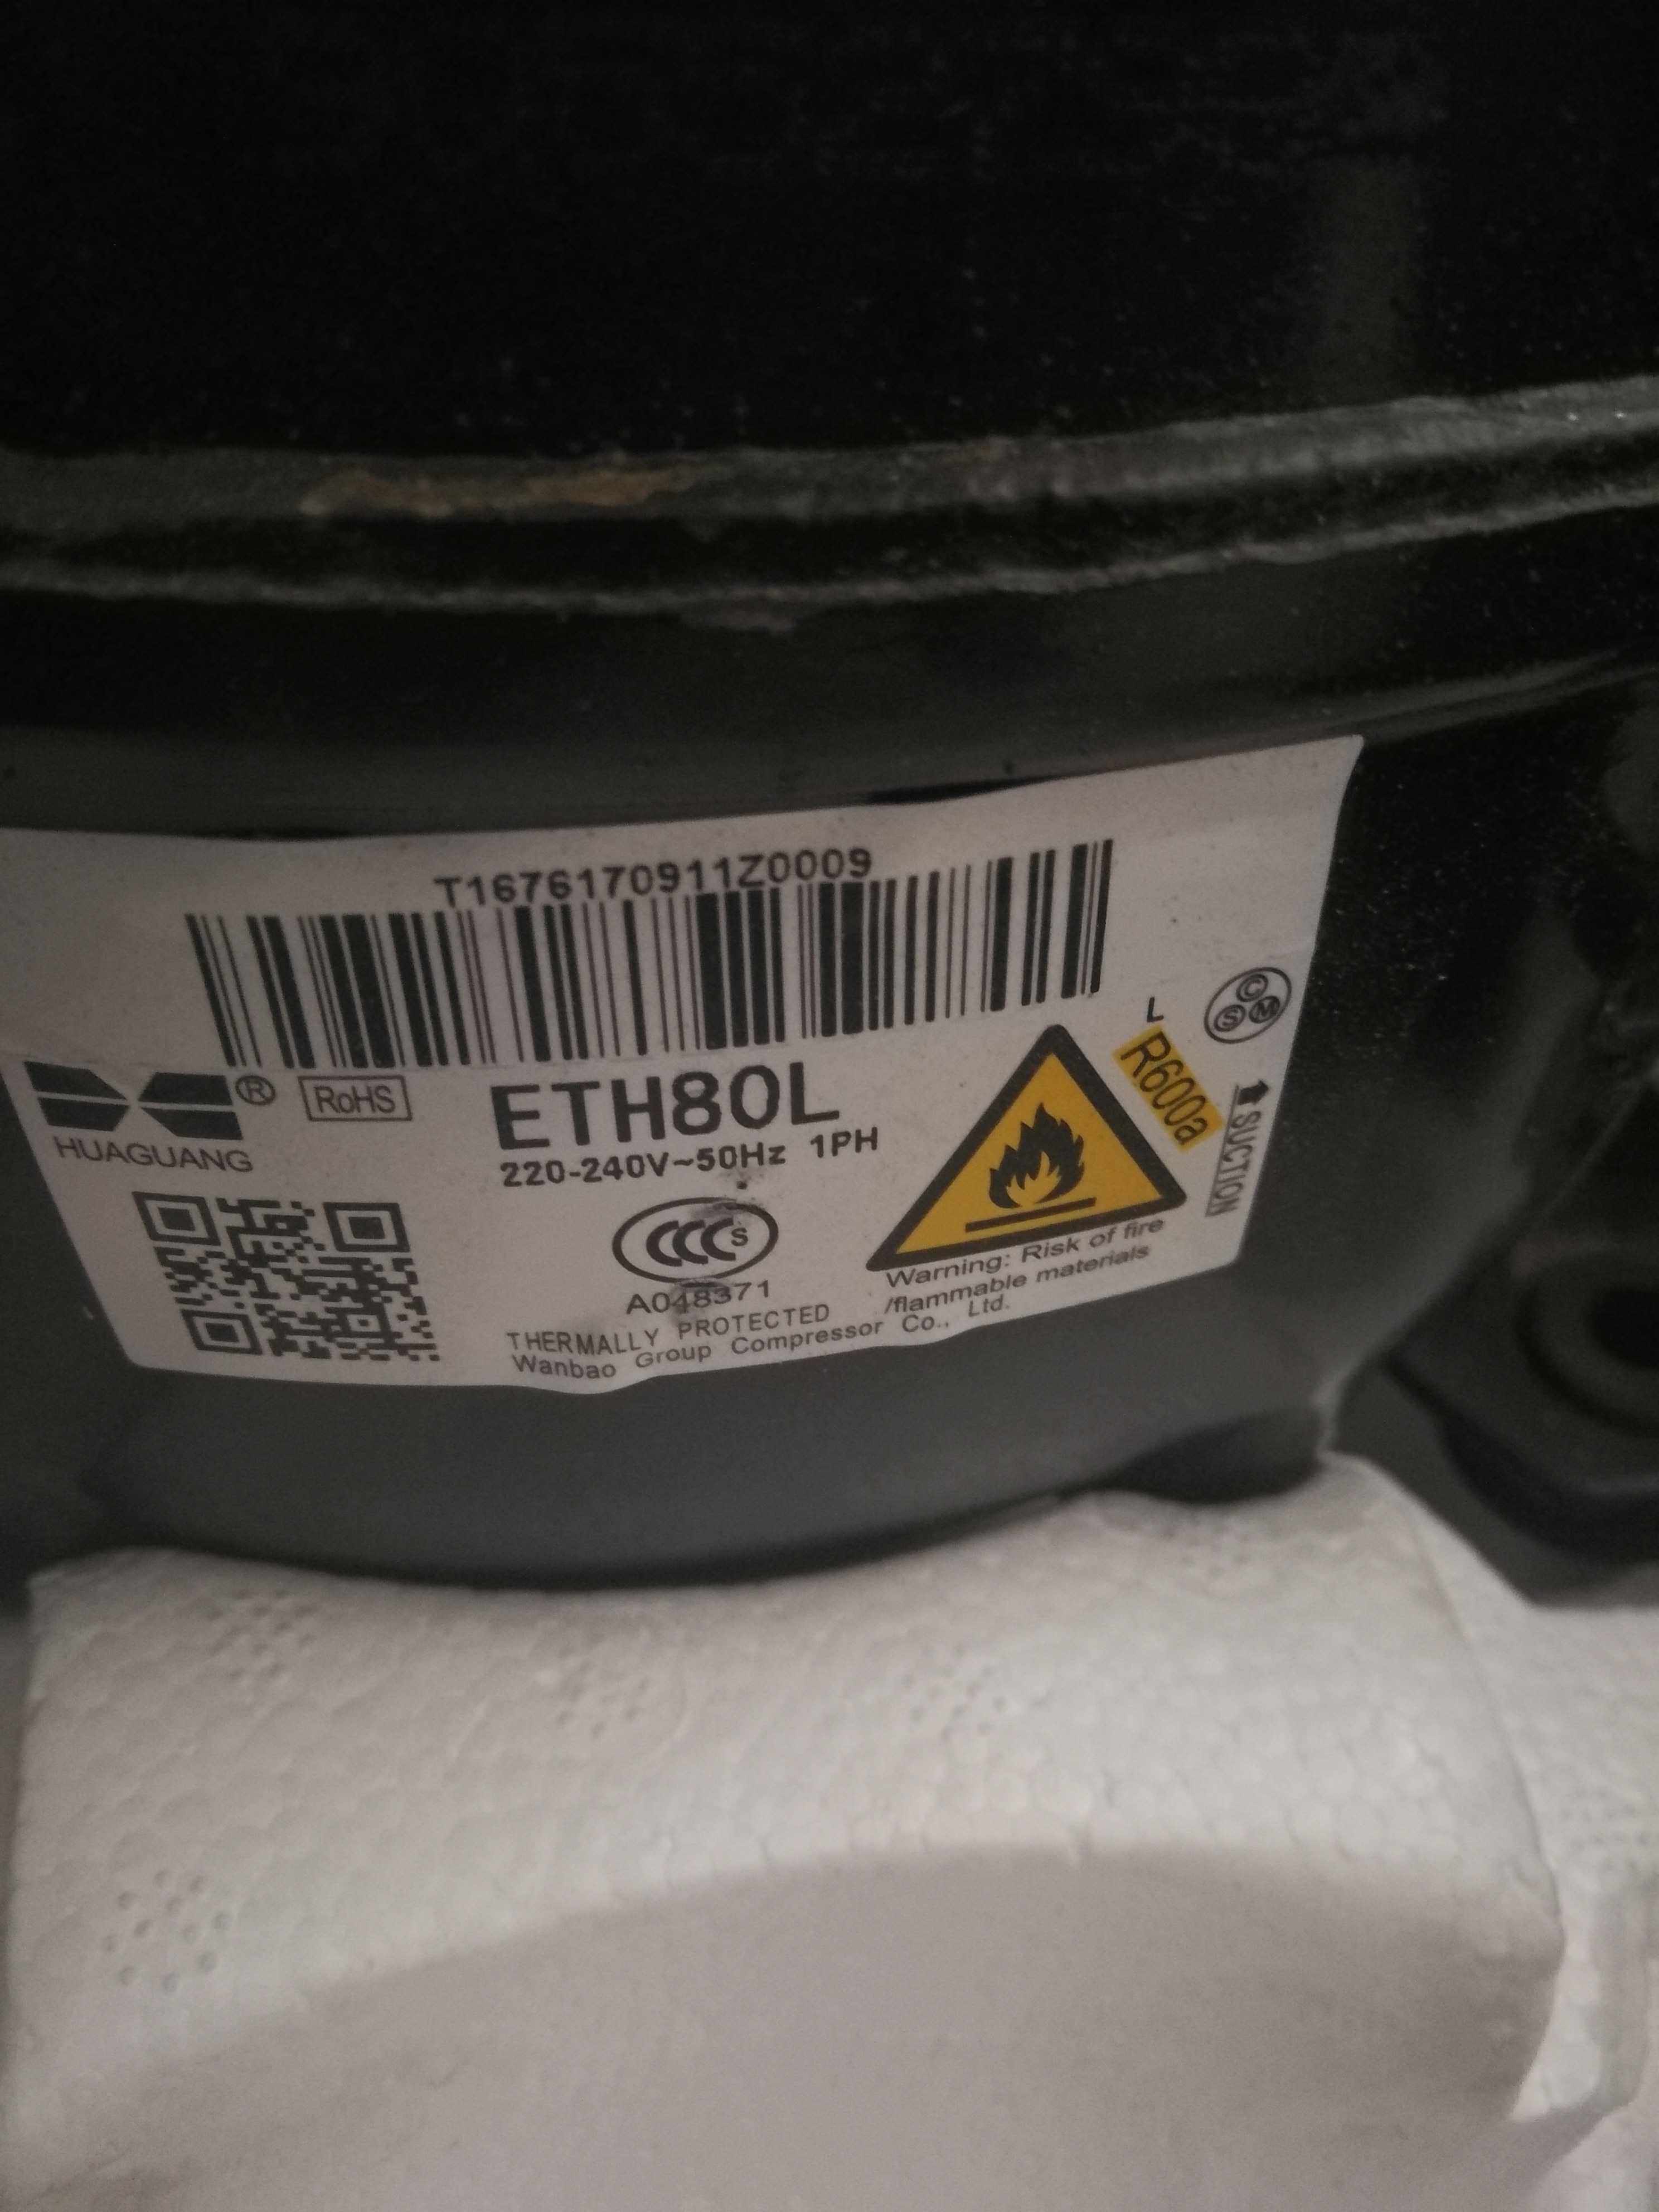 T1676170911Z0009
HUAGUANG
®
RoHS
ETH80L
220-240V~50Hz 1PH
CCC S
A048371
THERMALLY PROTECTED
Wanbao Group Compressor Co., Ltd.
L
R600a
C S M
SUCTION
Warning: Risk of fire
/flammable materials